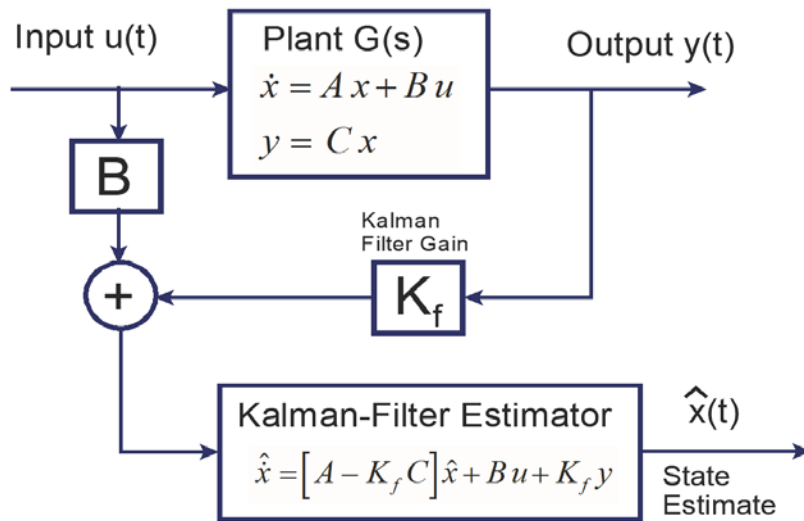 Input u(t)
Plant G(s)
ẋ = A x + B u
y = C x
Output y(t)
B
Kalman
Filter Gain
+
K_f
Kalman-Filter Estimator
x̂̇ = [A − K_f C] x̂ + B u + K_f y
x̂(t)
State
Estimate